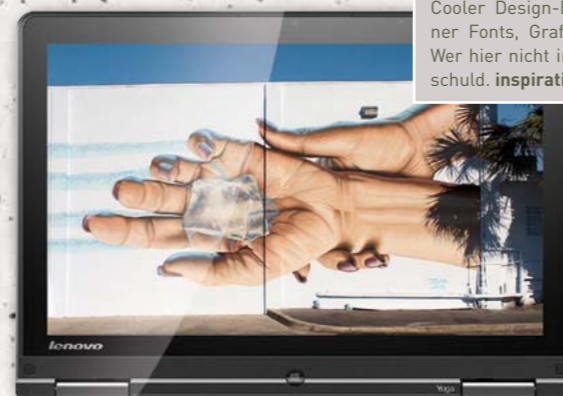 Cooler Design-
ner Fonts, Graf
Wer hier nicht i
schuld. inspirati
lenovo
Yoga